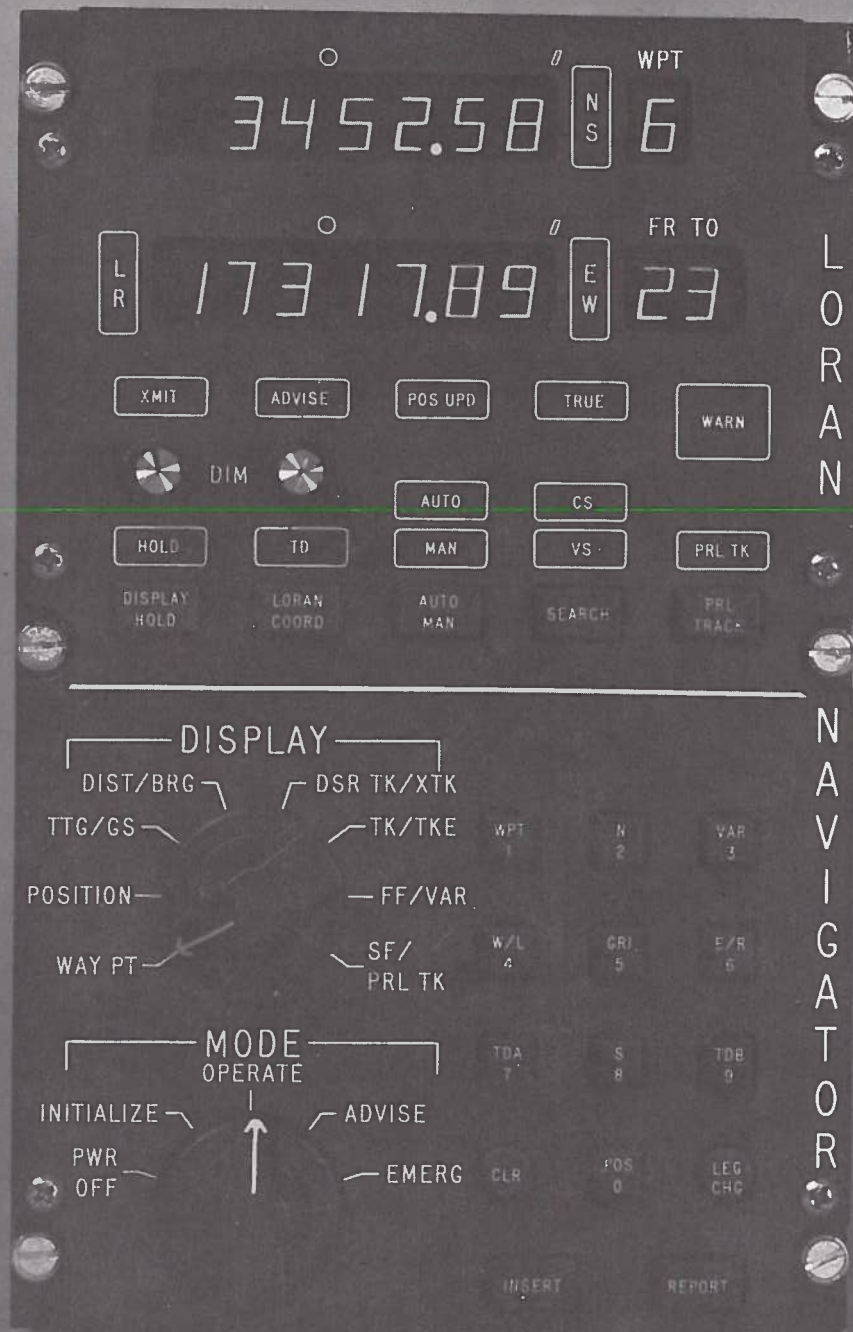 WPT
3452.58 N S 6
FR TO
L R 17317.89 E W 23
XMIT ADVISE POS UPD TRUE WARN
DIM
AUTO CS
HOLD TD MAN VS PRL TK
DISPLAY HOLD LORAN COORD AUTO MAN SEARCH PRL TRACK
LORAN
NAVIGATOR
DISPLAY
DIST/BRG DSR TK/XTK
TTG/GS TK/TKE
POSITION FF/VAR
WAY PT SF/ PRL TK
MODE
OPERATE
INITIALIZE ADVISE
PWR OFF EMERG
WPT 1 N 2 VAR 3
W/L 4 GRI 5 E/R 6
TDA 7 S 8 TDB 9
CLR POS 0 LEG CHG
INSERT REPORT